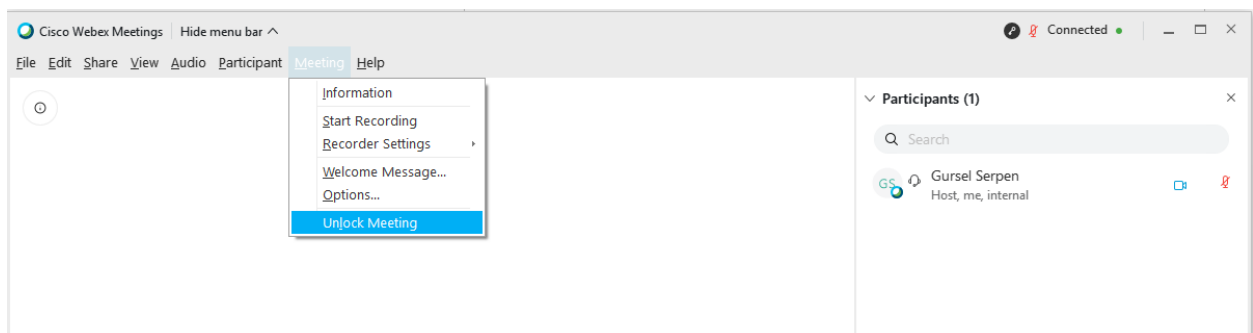 Cisco Webex Meetings Hide menu bar Connected
File Edit Share View Audio Participant Meeting Help
Information
Start Recording
Recorder Settings
Welcome Message...
Options...
Unlock Meeting
Participants (1)
Search
GS Gursel Serpen
Host, me, internal